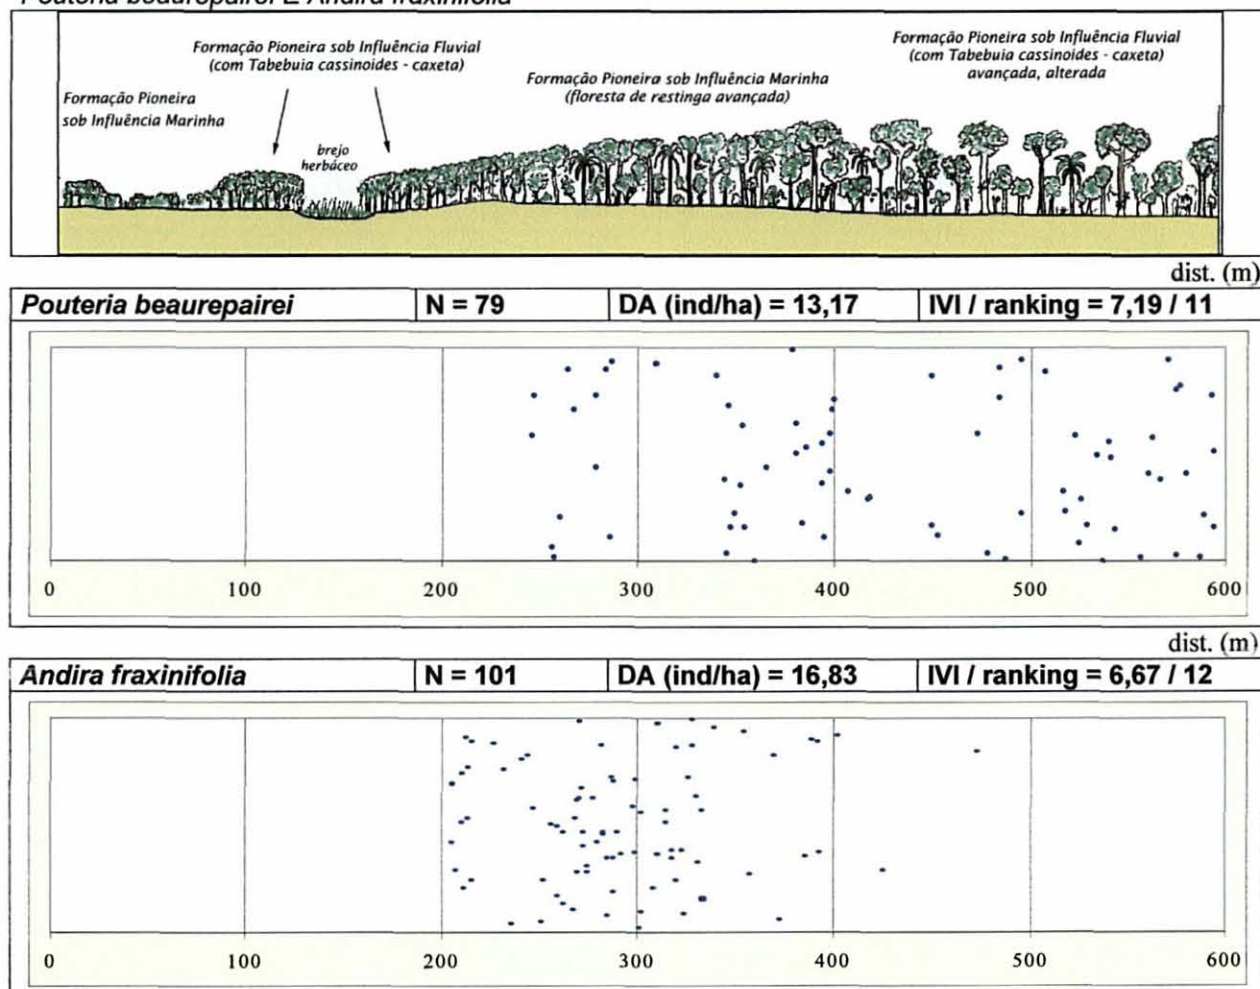 Pouteria beaurepairei E Andira fraxinifolia
Formação Pioneira
sob Influência Marinha
Formação Pioneira sob Influência Fluvial
(com Tabebuia cassinoides - caxeta)
brejo
herbáceo
Formação Pioneira sob Influência Marinha
(floresta de restinga avançada)
Formação Pioneira sob Influência Fluvial
(com Tabebuia cassinoides - caxeta)
avançada, alterada
dist. (m)
Pouteria beaurepairei N = 79 DA (ind/ha) = 13,17 IVI / ranking = 7,19 / 11
0 100 200 300 400 500 600
dist. (m)
Andira fraxinifolia N = 101 DA (ind/ha) = 16,83 IVI / ranking = 6,67 / 12
0 100 200 300 400 500 600